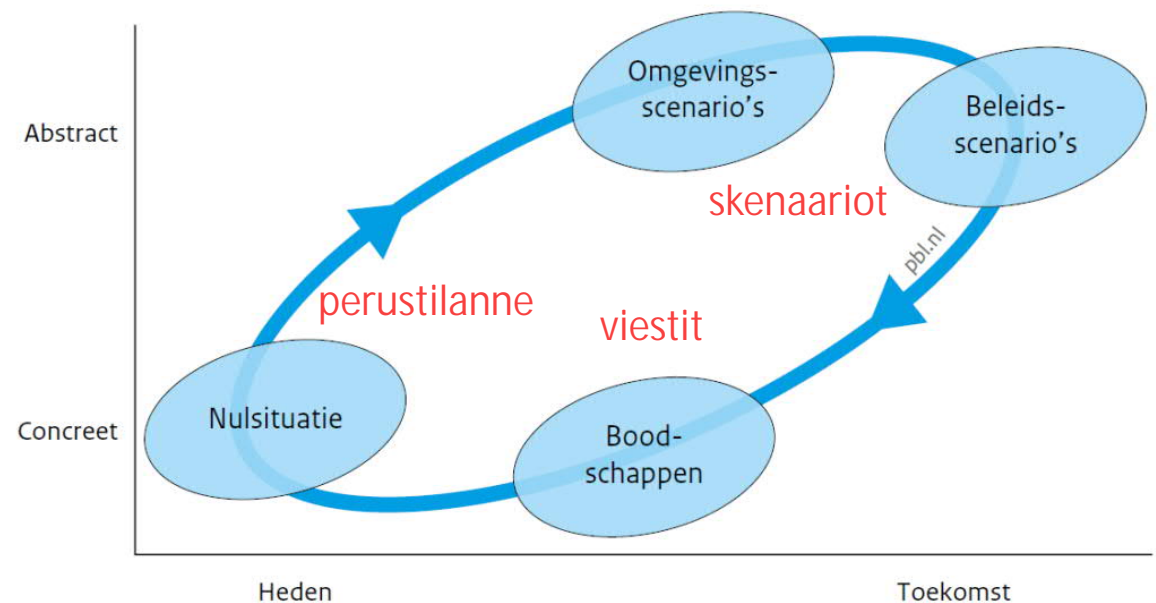 Omgevings-
scenario's
Beleids-
scenario's
Abstract
skenaariot
pbl.nl
perustilanne
viestit
Nulsituatie
Concreet
Bood-
schappen
Heden
Toekomst